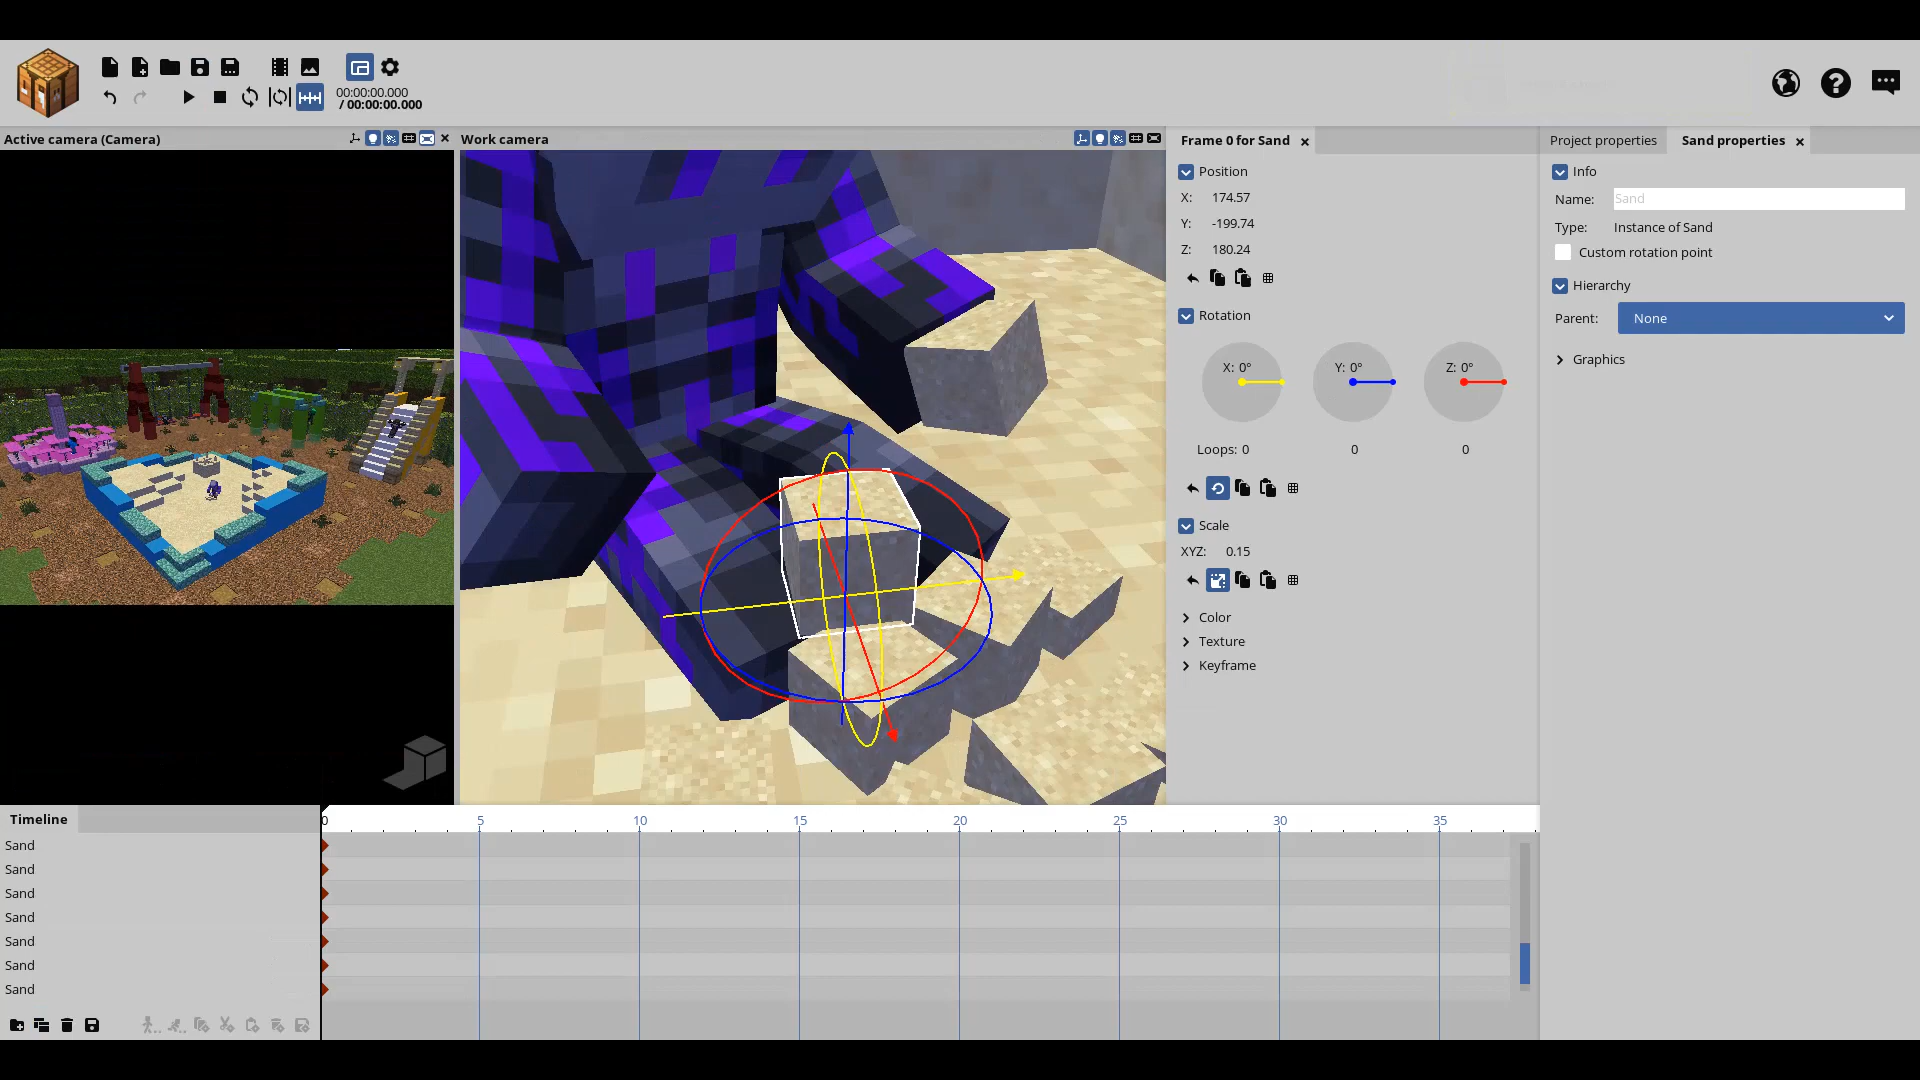 00:00:00.000
/ 00:00:00.000
Active camera (Camera)
Work camera
Frame 0 for Sand
Position
X: 174.57
Y: -199.74
Z: 180.24
Rotation
X: 0° Y: 0° Z: 0°
Loops: 0 0 0
Scale
XYZ: 0.15
Color
Texture
Keyframe
Project properties Sand properties
Info
Name: Sand
Type: Instance of Sand
Custom rotation point
Hierarchy
Parent: None
Graphics
Timeline
0 5 10 15 20 25 30 35
Sand
Sand
Sand
Sand
Sand
Sand
Sand